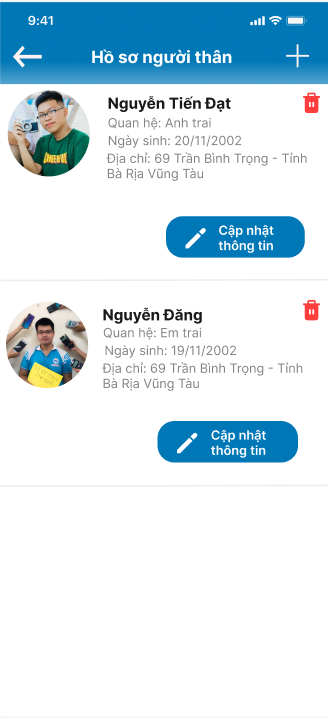 9:41
Hồ sơ người thân
Nguyễn Tiến Đạt
Quan hệ: Anh trai
Ngày sinh: 20/11/2002
Địa chỉ: 69 Trần Bình Trọng - Tỉnh
Bà Rịa Vũng Tàu
Cập nhật
thông tin
Nguyễn Đăng
Quan hệ: Em trai
Ngày sinh: 19/11/2002
Địa chỉ: 69 Trần Bình Trọng - Tỉnh
Bà Rịa Vũng Tàu
Cập nhật
thông tin